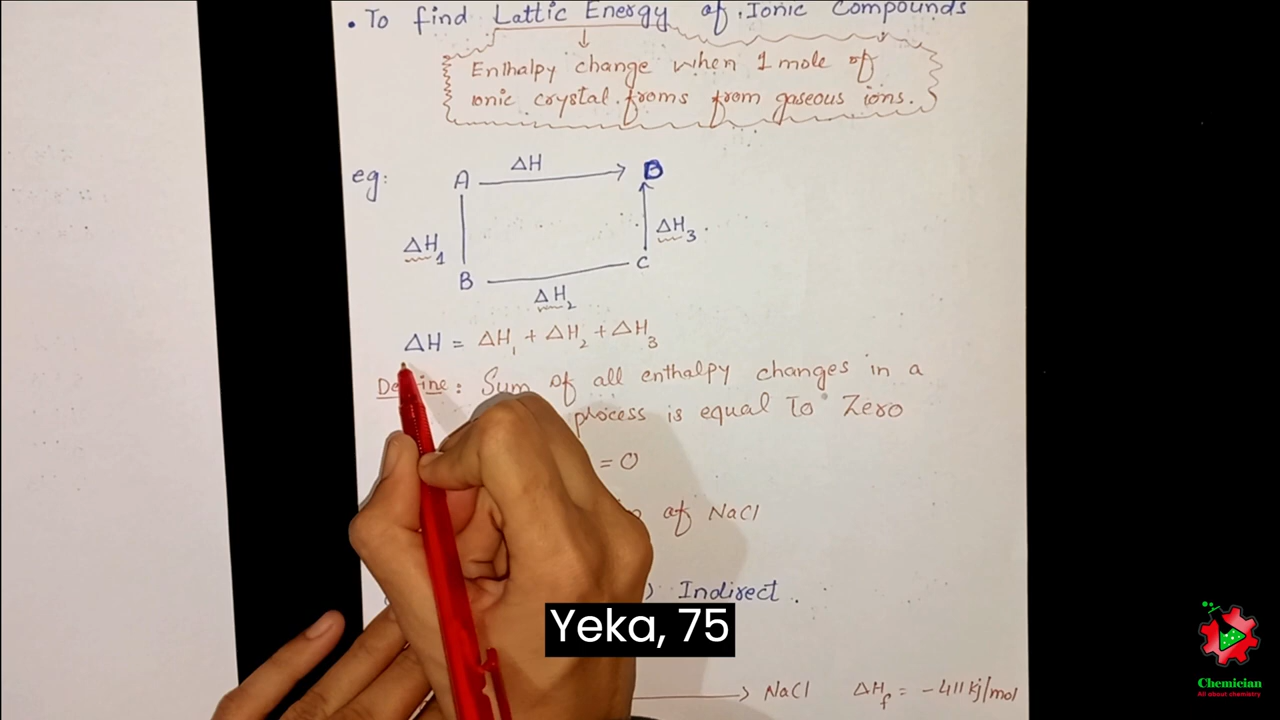 • To find Lattic Energy of Ionic Compounds
Enthalpy change when 1 mole of
ionic crystal froms from gaseous ions.
eg:
A ΔH D
ΔH1 ΔH3
B ΔH2 C
ΔH = ΔH1 + ΔH2 + ΔH3
Define: Sum of all enthalpy changes in a
process is equal To Zero
= 0
of NaCl
) Indirect.
Yeka, 75
NaCl ΔHf = -411 kj/mol
Chemician
All about chemistry